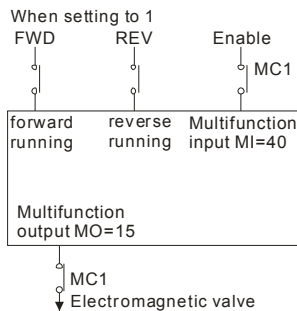 When setting to 1
FWD REV Enable
MC1
forward running
reverse running
Multifunction input MI=40
Multifunction output MO=15
MC1
Electromagnetic valve